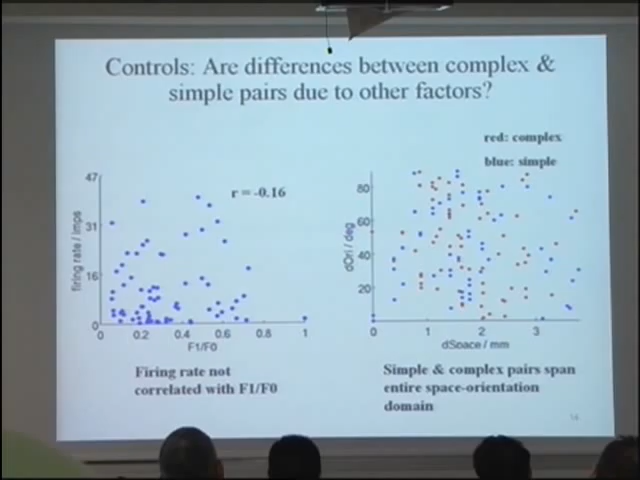 Controls: Are differences between complex &
simple pairs due to other factors?
red: complex
blue: simple
r = -0.16
47
31
16
0
firing rate / imps
0
0.2
0.4
0.6
0.8
1
F1/F0
80
60
40
20
dOri / deg
0
1
2
3
dSpace / mm
Firing rate not
correlated with F1/F0
Simple & complex pairs span
entire space-orientation
domain